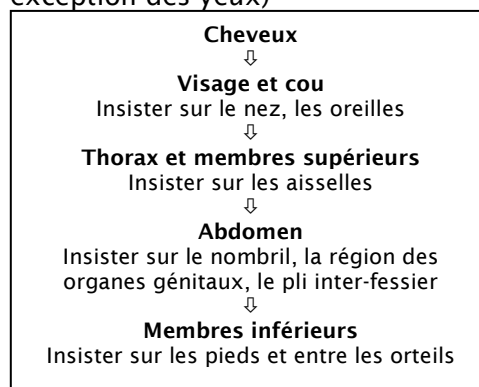 exception des yeux)
Cheveux
⇩
Visage et cou
Insister sur le nez, les oreilles
⇩
Thorax et membres supérieurs
Insister sur les aisselles
⇩
Abdomen
Insister sur le nombril, la région des
organes génitaux, le pli inter-fessier
⇩
Membres inférieurs
Insister sur les pieds et entre les orteils